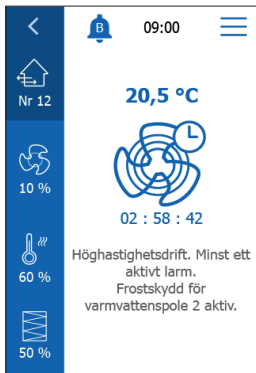 B
09:00
Nr 12
20,5 °C
10 %
02 : 58 : 42
60 %
Höghastighetsdrift. Minst ett
aktivt larm.
Frostskydd för
varmvattenspole 2 aktiv.
50 %